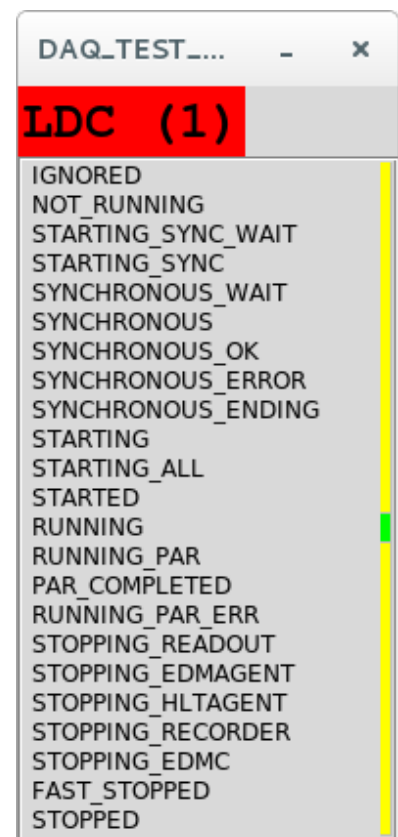 DAQ_TEST_...
LDC (1)
IGNORED
NOT_RUNNING
STARTING_SYNC_WAIT
STARTING_SYNC
SYNCHRONOUS_WAIT
SYNCHRONOUS
SYNCHRONOUS_OK
SYNCHRONOUS_ERROR
SYNCHRONOUS_ENDING
STARTING
STARTING_ALL
STARTED
RUNNING
RUNNING_PAR
PAR_COMPLETED
RUNNING_PAR_ERR
STOPPING_READOUT
STOPPING_EDMAGENT
STOPPING_HLTAGENT
STOPPING_RECORDER
STOPPING_EDMC
FAST_STOPPED
STOPPED